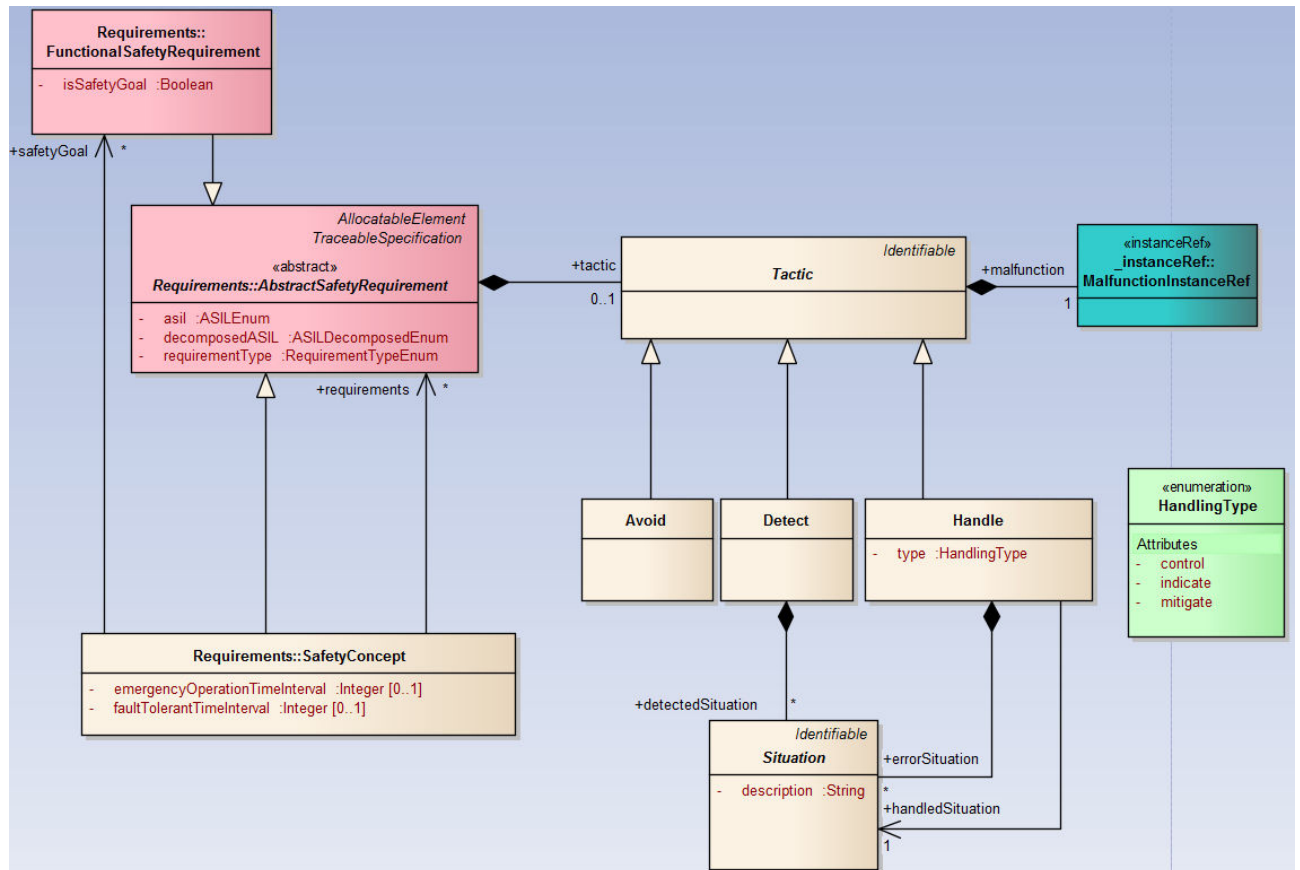 Requirements::
FunctionalSafetyRequirement
- isSafetyGoal :Boolean
+safetyGoal *
AllocatableElement
TraceableSpecification
«abstract»
Requirements::AbstractSafetyRequirement
- asil :ASILEnum
- decomposedASIL :ASILDecomposedEnum
- requirementType :RequirementTypeEnum
+tactic
0..1
Identifiable
Tactic
+malfunction
1
«instanceRef»
_instanceRef::
MalfunctionInstanceRef
+requirements *
Avoid
Detect
Handle
- type :HandlingType
«enumeration»
HandlingType
Attributes
- control
- indicate
- mitigate
Requirements::SafetyConcept
- emergencyOperationTimeInterval :Integer [0..1]
- faultTolerantTimeInterval :Integer [0..1]
+detectedSituation *
Identifiable
Situation
- description :String
+errorSituation
*
+handledSituation
1